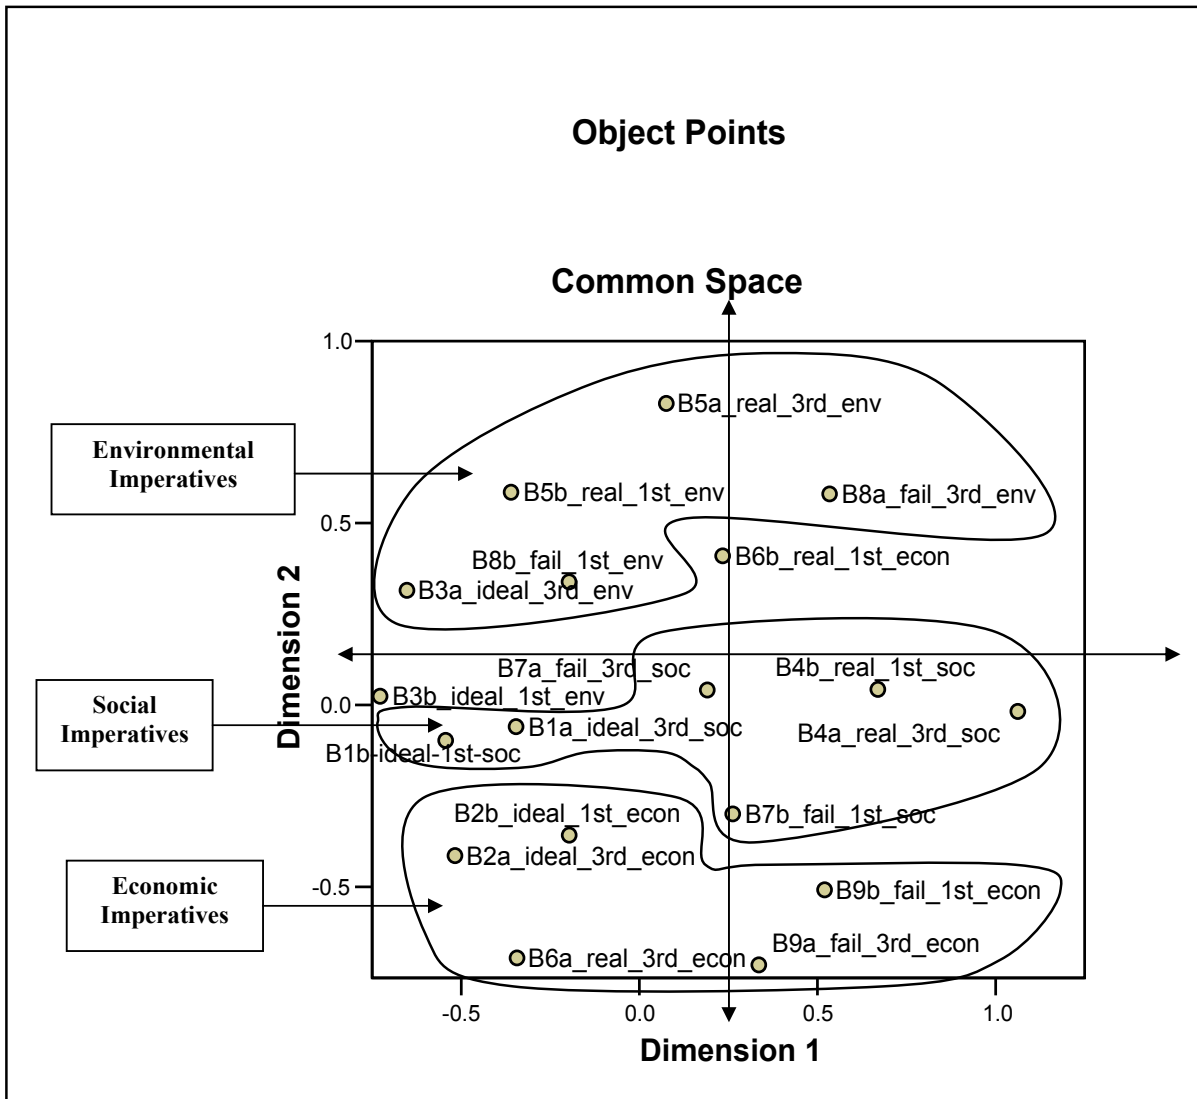 Object Points
Common Space
1.0
B5a_real_3rd_env
Environmental
Imperatives
B5b_real_1st_env
B8a_fail_3rd_env
0.5
B6b_real_1st_econ
B8b_fail_1st_env
B3a_ideal_3rd_env
Dimension 2
B7a_fail_3rd_soc
B4b_real_1st_soc
B3b_ideal_1st_env
0.0
Social
Imperatives
B1a_ideal_3rd_soc
B4a_real_3rd_soc
B1b-ideal-1st-soc
B2b_ideal_1st_econ
B7b_fail_1st_soc
B2a_ideal_3rd_econ
-0.5
Economic
Imperatives
B9b_fail_1st_econ
B9a_fail_3rd_econ
B6a_real_3rd_econ
-0.5
0.0
0.5
1.0
Dimension 1